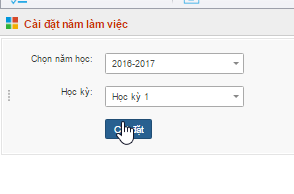 Cài đặt năm làm việc
Chọn năm học: 2016-2017
Học kỳ: Học kỳ 1